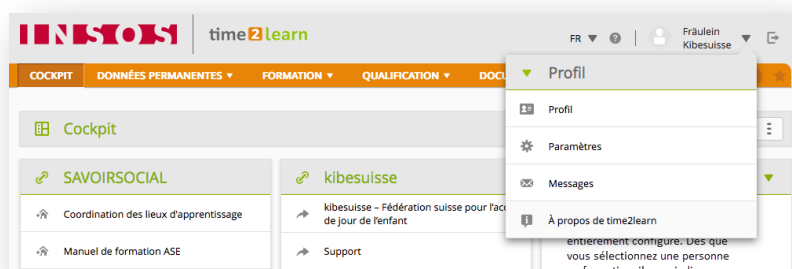 INSOS time2learn FR Fräulein
Kibesuisse
COCKPIT DONNÉES PERMANENTES FORMATION QUALIFICATION DOCU
Profil
Profil
Paramètres
Messages
À propos de time2learn
Cockpit
SAVOIRSOCIAL
Coordination des lieux d'apprentissage
Manuel de formation ASE
kibesuisse
kibesuisse – Fédération suisse pour l'acc
de jour de l'enfant
Support
entièrement configuré. Dès que
vous sélectionnez une personne